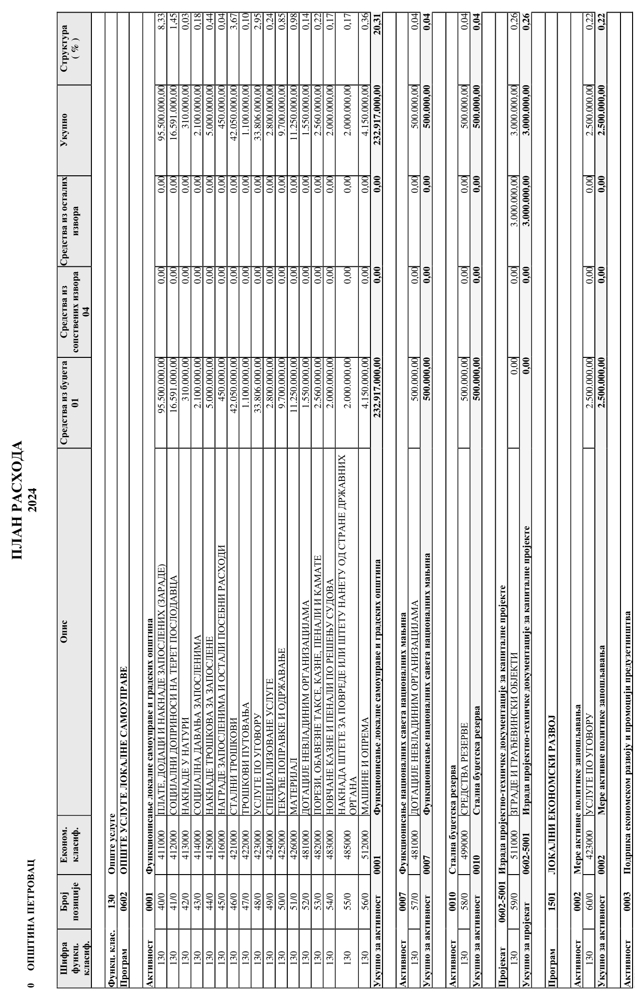 ПЛАН РАСХОДА
2024
0 ОПШТИНА ПЕТРОВАЦ
Шифра функц. класиф. Број позиције Економ. класиф. Опис Средства из буџета 01 Средства из сопствених извора 04 Средства из осталих извора Укупно Структура ( % )
Функц. клас. 130 Опште услуге
Програм 0602 ОПШТЕ УСЛУГЕ ЛОКАЛНЕ САМОУПРАВЕ
Активност 0001 Функционисање локалне самоуправе и градских општина
130 40/0 411000 ПЛАТЕ, ДОДАЦИ И НАКНАДЕ ЗАПОСЛЕНИХ (ЗАРАДЕ) 95.500.000,00 0,00 0,00 95.500.000,00 8,33
130 41/0 412000 СОЦИЈАЛНИ ДОПРИНОСИ НА ТЕРЕТ ПОСЛОДАВЦА 16.591.000,00 0,00 0,00 16.591.000,00 1,45
130 42/0 413000 НАКНАДЕ У НАТУРИ 310.000,00 0,00 0,00 310.000,00 0,03
130 43/0 414000 СОЦИЈАЛНА ДАВАЊА ЗАПОСЛЕНИМА 2.100.000,00 0,00 0,00 2.100.000,00 0,18
130 44/0 415000 НАКНАДЕ ТРОШКОВА ЗА ЗАПОСЛЕНЕ 5.000.000,00 0,00 0,00 5.000.000,00 0,44
130 45/0 416000 НАГРАДЕ ЗАПОСЛЕНИМА И ОСТАЛИ ПОСЕБНИ РАСХОДИ 450.000,00 0,00 0,00 450.000,00 0,04
130 46/0 421000 СТАЛНИ ТРОШКОВИ 42.050.000,00 0,00 0,00 42.050.000,00 3,67
130 47/0 422000 ТРОШКОВИ ПУТОВАЊА 1.100.000,00 0,00 0,00 1.100.000,00 0,10
130 48/0 423000 УСЛУГЕ ПО УГОВОРУ 33.806.000,00 0,00 0,00 33.806.000,00 2,95
130 49/0 424000 СПЕЦИЈАЛИЗОВАНЕ УСЛУГЕ 2.800.000,00 0,00 0,00 2.800.000,00 0,24
130 50/0 425000 ТЕКУЋЕ ПОПРАВКЕ И ОДРЖАВАЊЕ 9.700.000,00 0,00 0,00 9.700.000,00 0,85
130 51/0 426000 МАТЕРИЈАЛ 11.250.000,00 0,00 0,00 11.250.000,00 0,98
130 52/0 481000 ДОТАЦИЈЕ НЕВЛАДИНИМ ОРГАНИЗАЦИЈАМА 1.550.000,00 0,00 0,00 1.550.000,00 0,14
130 53/0 482000 ПОРЕЗИ, ОБАВЕЗНЕ ТАКСЕ, КАЗНЕ, ПЕНАЛИ И КАМАТЕ 2.560.000,00 0,00 0,00 2.560.000,00 0,22
130 54/0 483000 НОВЧАНЕ КАЗНЕ И ПЕНАЛИ ПО РЕШЕЊУ СУДОВА 2.000.000,00 0,00 0,00 2.000.000,00 0,17
130 55/0 485000 НАКНАДА ШТЕТЕ ЗА ПОВРЕДЕ ИЛИ ШТЕТУ НАНЕТУ ОД СТРАНЕ ДРЖАВНИХ ОРГАНА 2.000.000,00 0,00 0,00 2.000.000,00 0,17
130 56/0 512000 МАШИНЕ И ОПРЕМА 4.150.000,00 0,00 0,00 4.150.000,00 0,36
Укупно за активност 0001 Функционисање локалне самоуправе и градских општина 232.917.000,00 0,00 0,00 232.917.000,00 20,31
Активност 0007 Функционисање националних савета националних мањина
130 57/0 481000 ДОТАЦИЈЕ НЕВЛАДИНИМ ОРГАНИЗАЦИЈАМА 500.000,00 0,00 0,00 500.000,00 0,04
Укупно за активност 0007 Функционисање националних савета националних мањина 500.000,00 0,00 0,00 500.000,00 0,04
Активност 0010 Стална буџетска резерва
130 58/0 499000 СРЕДСТВА РЕЗЕРВЕ 500.000,00 0,00 0,00 500.000,00 0,04
Укупно за активност 0010 Стална буџетска резерва 500.000,00 0,00 0,00 500.000,00 0,04
Пројекат 0602-5001 Израда пројектно-техничке документације за капиталне пројекте
130 59/0 511000 ЗГРАДЕ И ГРАЂЕВИНСКИ ОБЈЕКТИ 0,00 0,00 3.000.000,00 3.000.000,00 0,26
Укупно за пројекат 0602-5001 Израда пројектно-техничке документације за капиталне пројекте 0,00 0,00 3.000.000,00 3.000.000,00 0,26
Програм 1501 ЛОКАЛНИ ЕКОНОМСКИ РАЗВОЈ
Активност 0002 Мере активне политике запошљавања
130 60/0 423000 УСЛУГЕ ПО УГОВОРУ 2.500.000,00 0,00 0,00 2.500.000,00 0,22
Укупно за активност 0002 Мере активне политике запошљавања 2.500.000,00 0,00 0,00 2.500.000,00 0,22
Активност 0003 Подршка економском развоју и промоцији предузетништва